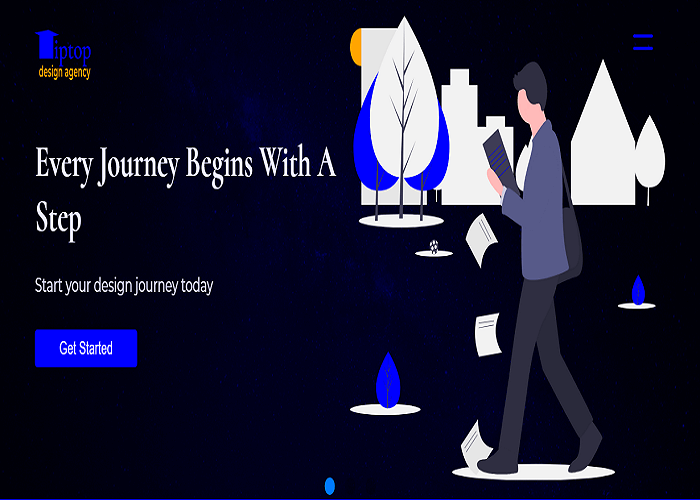 Tiptop
design agency
Every Journey Begins With A
Step
Start your design journey today
Get Started